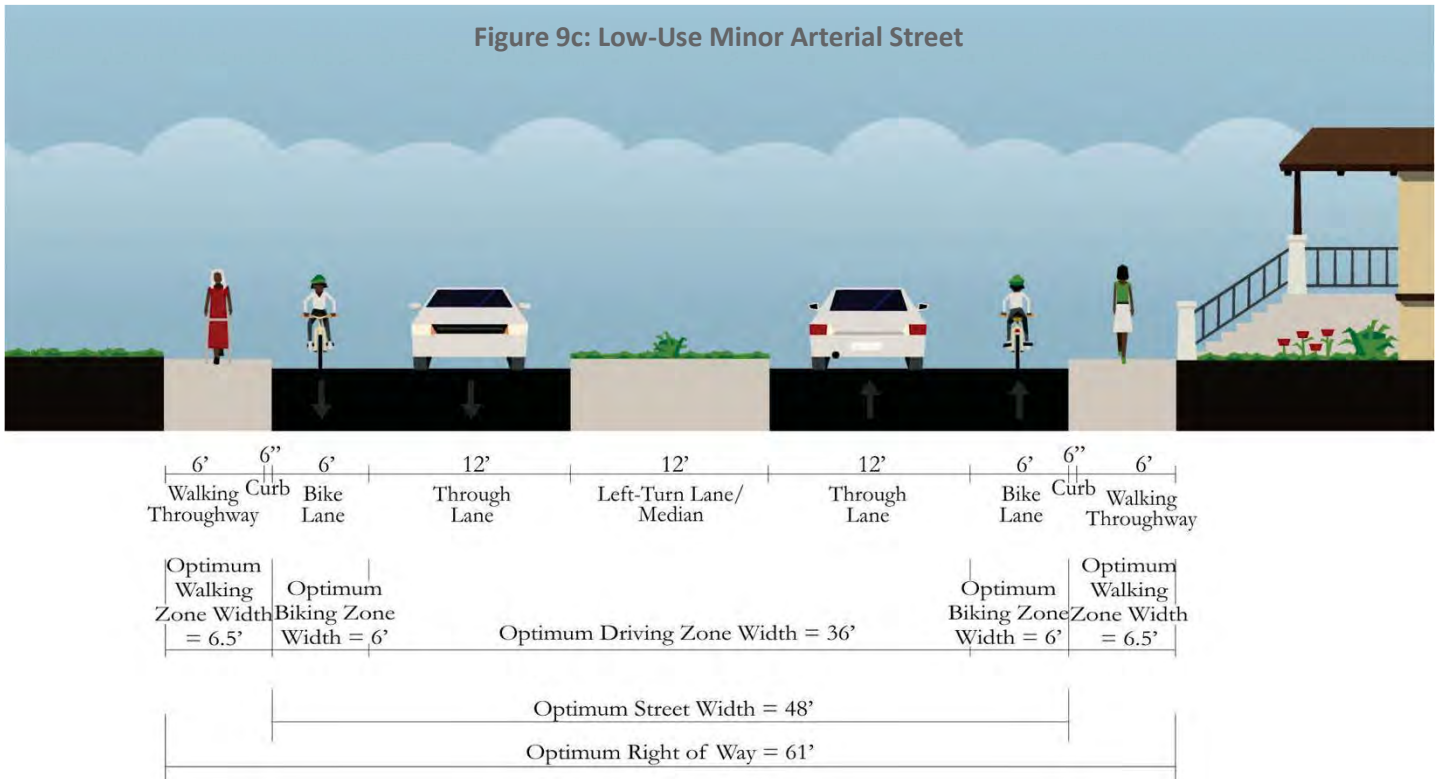 Figure 9c: Low-Use Minor Arterial Street
6’ 6” 6’ 12’ 12’ 12’ 6’ 6” 6’
Walking Throughway
Curb
Bike Lane
Through Lane
Left-Turn Lane/ Median
Through Lane
Bike Lane
Curb
Walking Throughway
Optimum
Walking
Zone Width
= 6.5’
Optimum
Biking Zone
Width = 6’
Optimum Driving Zone Width = 36’
Optimum
Biking Zone
Width = 6’
Optimum
Walking
Zone Width
= 6.5’
Optimum Street Width = 48’
Optimum Right of Way = 61’